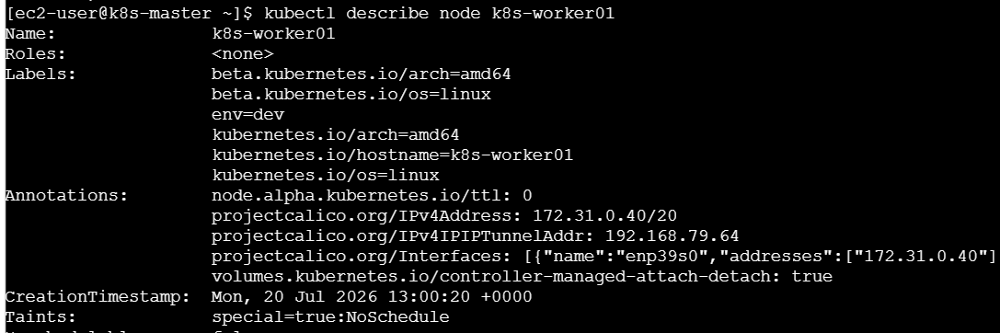 [ec2-user@k8s-master ~]$ kubectl describe node k8s-worker01
Name:               k8s-worker01
Roles:              <none>
Labels:             beta.kubernetes.io/arch=amd64
                    beta.kubernetes.io/os=linux
                    env=dev
                    kubernetes.io/arch=amd64
                    kubernetes.io/hostname=k8s-worker01
                    kubernetes.io/os=linux
Annotations:        node.alpha.kubernetes.io/ttl: 0
                    projectcalico.org/IPv4Address: 172.31.0.40/20
                    projectcalico.org/IPv4IPIPTunnelAddr: 192.168.79.64
                    projectcalico.org/Interfaces: [{"name":"enp39s0","addresses":["172.31.0.40"]
                    volumes.kubernetes.io/controller-managed-attach-detach: true
CreationTimestamp:  Mon, 20 Jul 2026 13:00:20 +0000
Taints:             special=true:NoSchedule